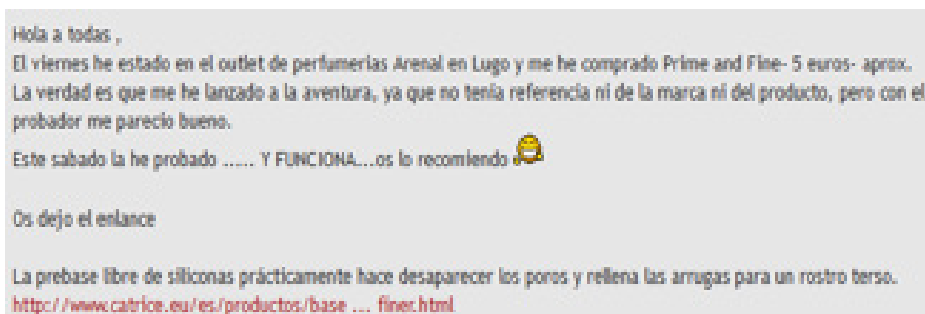 Hola a todas ,
El viernes he estado en el outlet de perfumerias Arenal en Lugo y me he comprado Prime and Fine- 5 euros- aprox.
La verdad es que me he lanzado a la aventura, ya que no tenia referencia ni de la marca ni del producto, pero con el
probador me parecio bueno.
Este sabado la he probado ...... Y FUNCIONA...os lo recomiendo
Os dejo el enlance
La prebase libre de siliconas prácticamente hace desaparecer los poros y rellena las arrugas para un rostro terso.
http://www.catrice.eu/es/productos/base ... finer.html